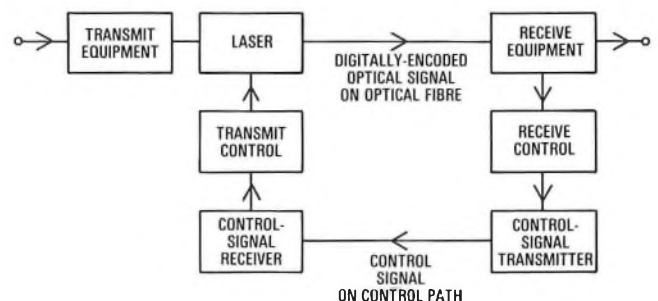 TRANSMIT
EQUIPMENT
LASER
DIGITALLY-ENCODED
OPTICAL SIGNAL
ON OPTICAL FIBRE
RECEIVE
EQUIPMENT
TRANSMIT
CONTROL
RECEIVE
CONTROL
CONTROL-
SIGNAL
RECEIVER
CONTROL
SIGNAL
ON CONTROL PATH
CONTROL-
SIGNAL
TRANSMITTER